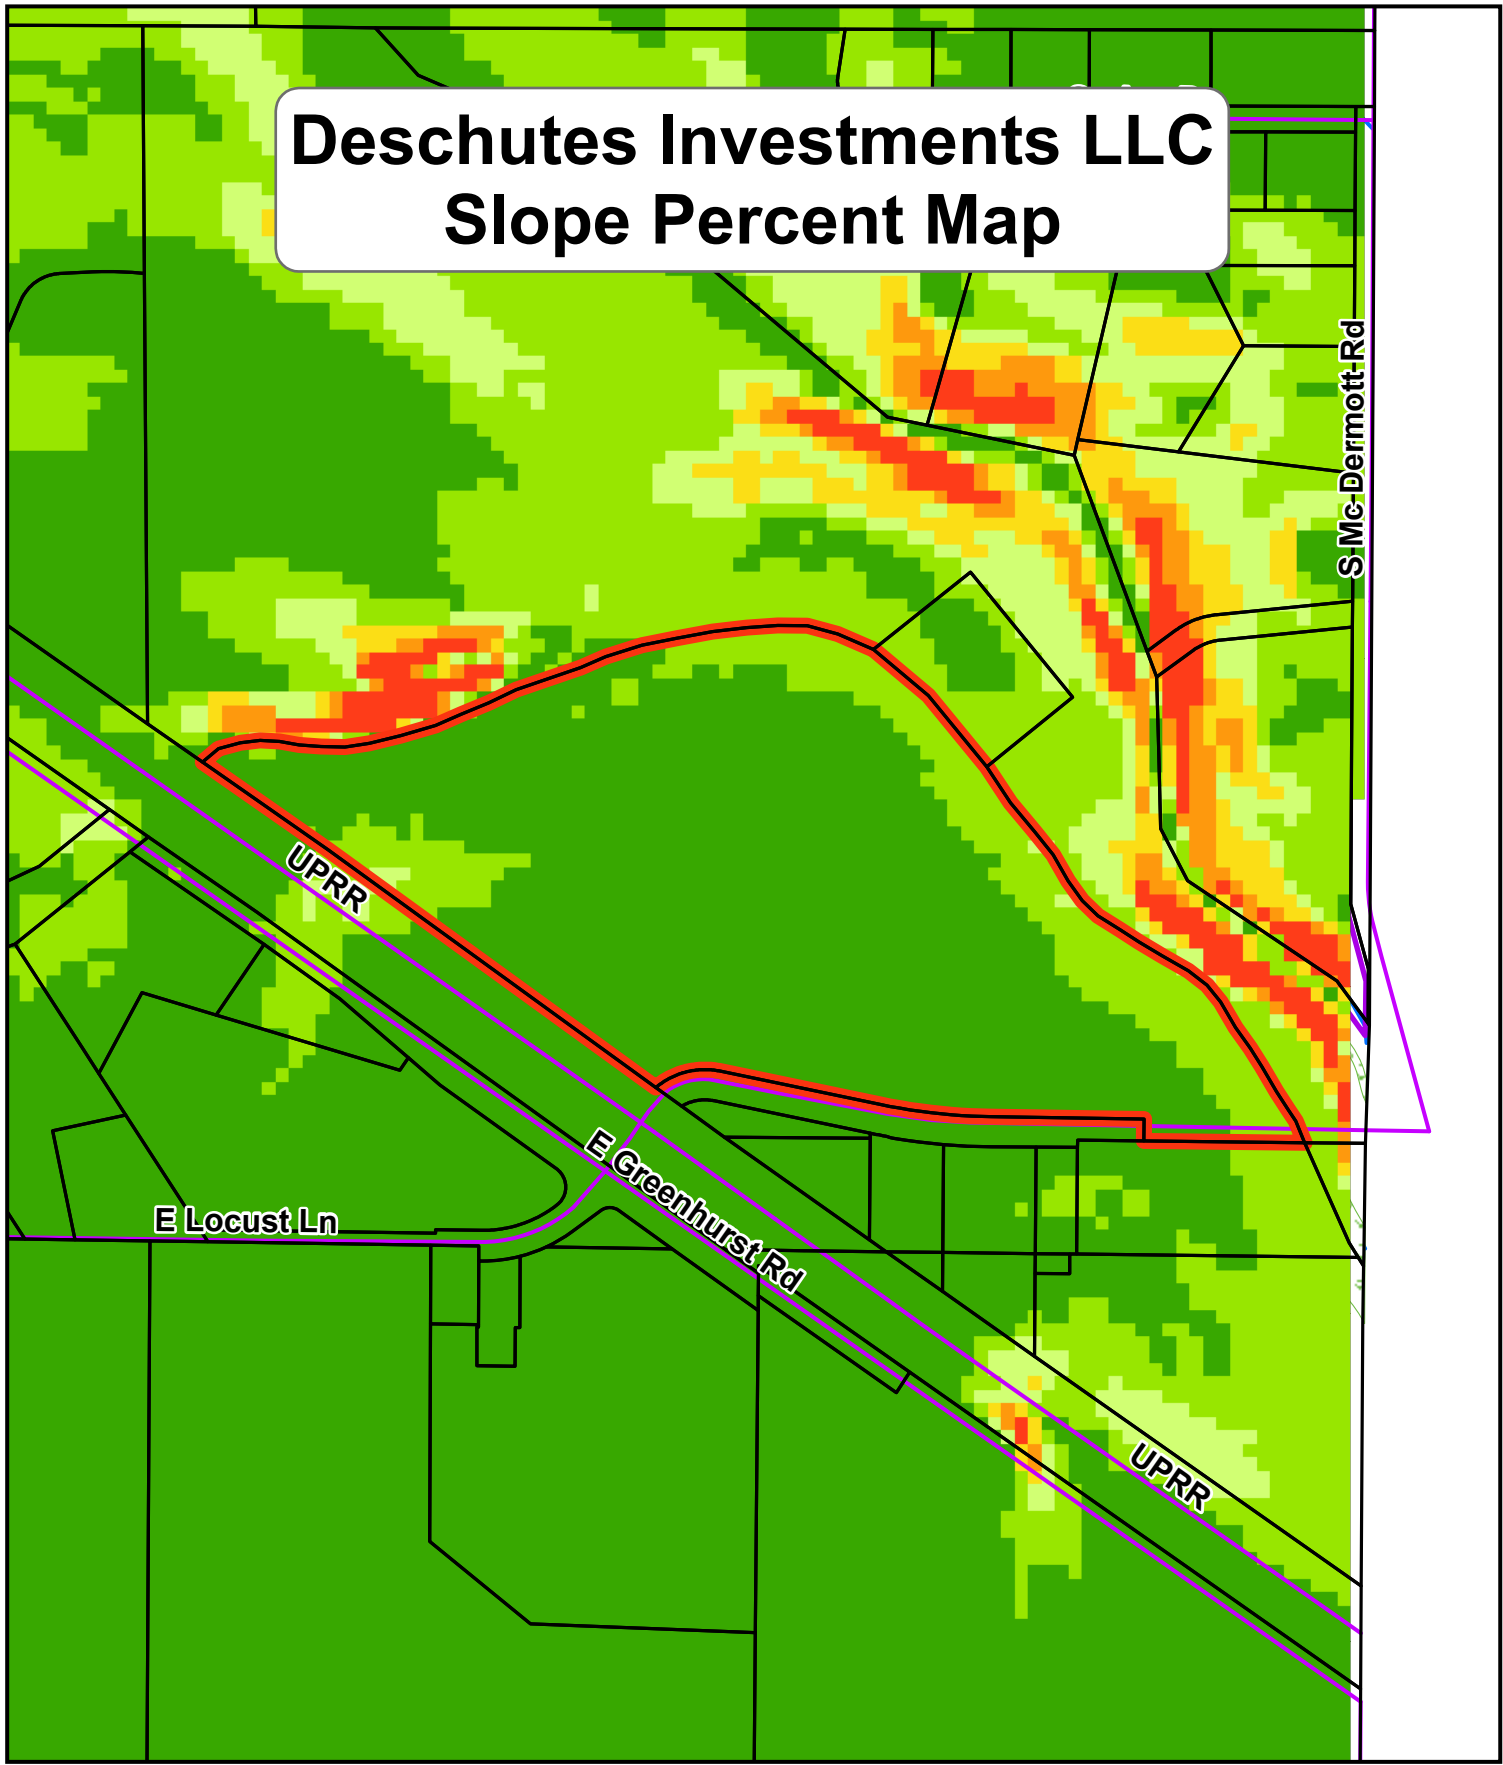 Deschutes Investments LLC
Slope Percent Map
S Mc Dermott Rd
UPRR
E Greenhurst Rd
E Locust Ln
UPRR